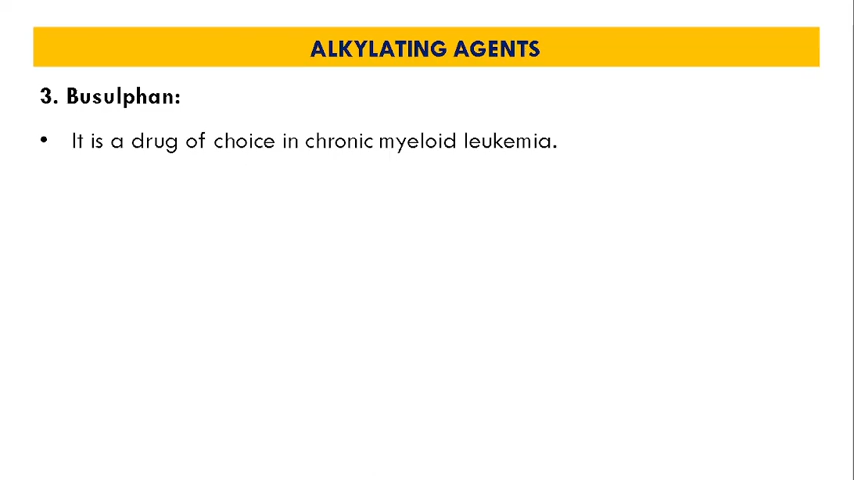 ALKYLATING AGENTS
3. Busulphan:
• It is a drug of choice in chronic myeloid leukemia.